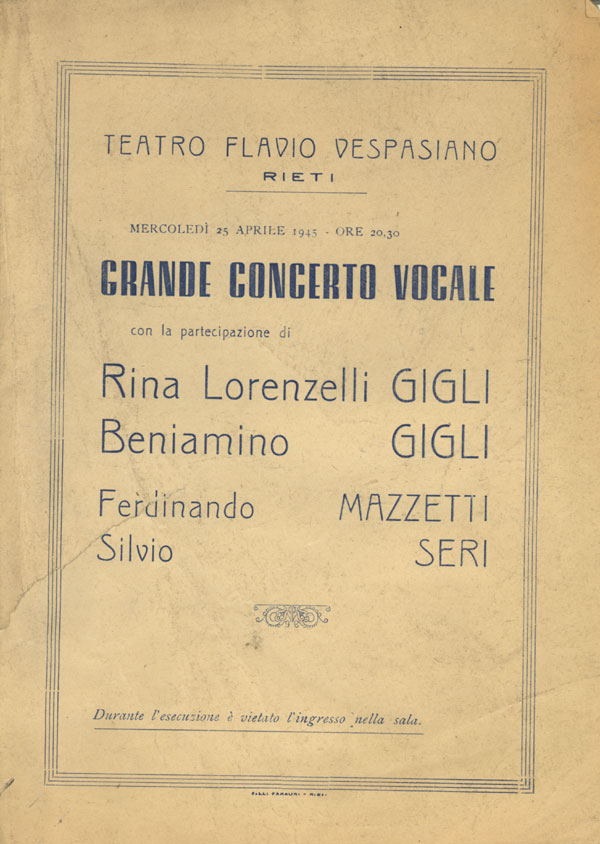 TEATRO FLAVIO VESPASIANO
RIETI
MERCOLEDÌ 25 APRILE 1945 - ORE 20,30
GRANDE CONCERTO VOCALE
con la partecipazione di
Rina Lorenzelli GIGLI
Beniamino GIGLI
Ferdinando MAZZETTI
Silvio SERI
Durante l'esecuzione è vietato l'ingresso nella sala.